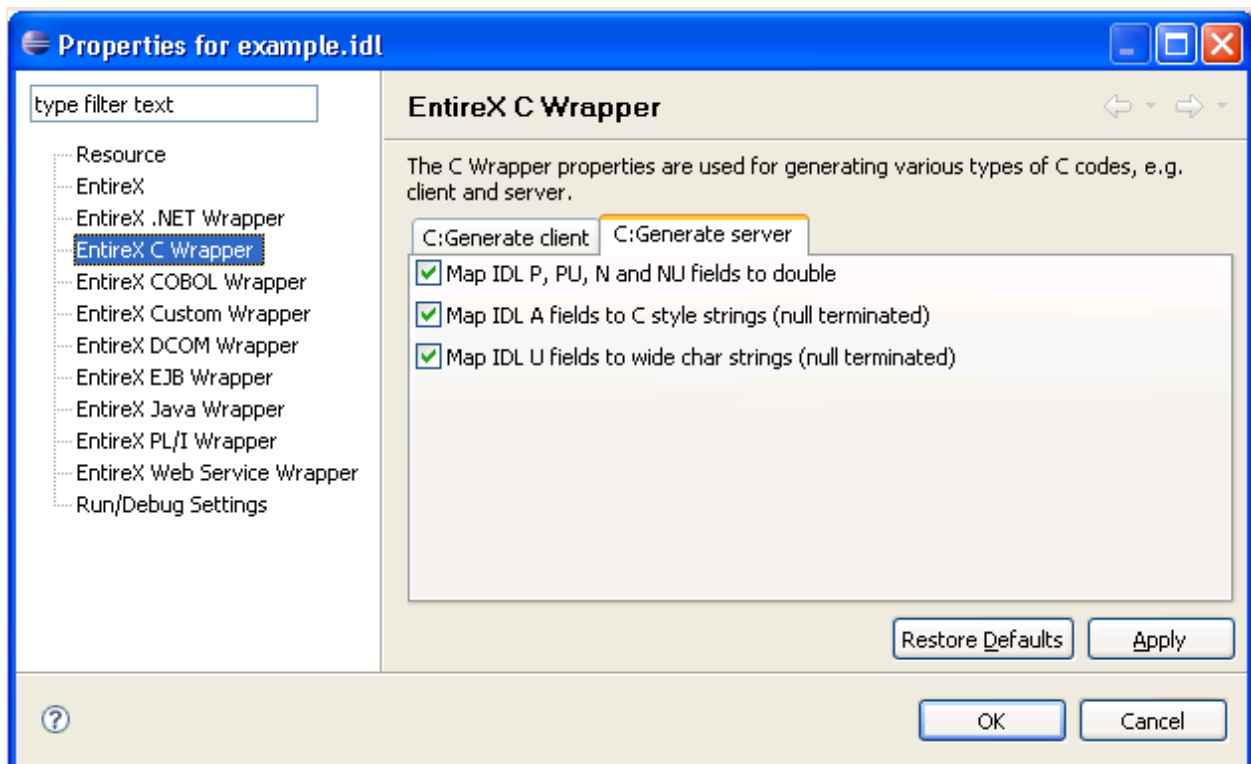 Properties for example.idl
type filter text
Resource
EntireX
EntireX .NET Wrapper
EntireX C Wrapper
EntireX COBOL Wrapper
EntireX Custom Wrapper
EntireX DCOM Wrapper
EntireX EJB Wrapper
EntireX Java Wrapper
EntireX PL/I Wrapper
EntireX Web Service Wrapper
Run/Debug Settings
EntireX C Wrapper
The C Wrapper properties are used for generating various types of C codes, e.g.
client and server.
C:Generate client C:Generate server
Map IDL P, PU, N and NU fields to double
Map IDL A fields to C style strings (null terminated)
Map IDL U fields to wide char strings (null terminated)
Restore Defaults Apply
? OK Cancel